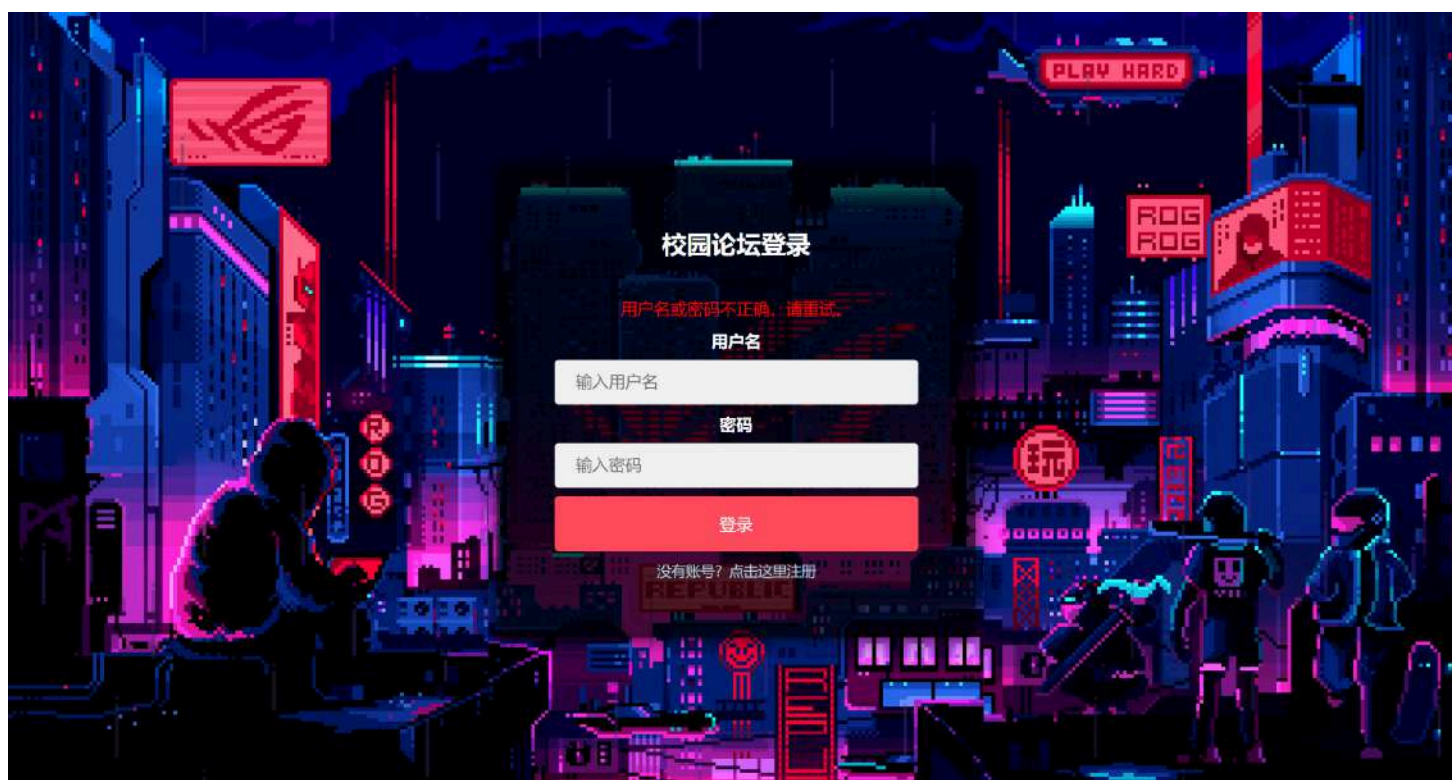 PLAY HARD
ROG
ROG
校园论坛登录
用户名或密码不正确，请重试。
用户名
输入用户名
密码
输入密码
登录
没有账号？点击这里注册
R
O
G
玩
REPUBLIC